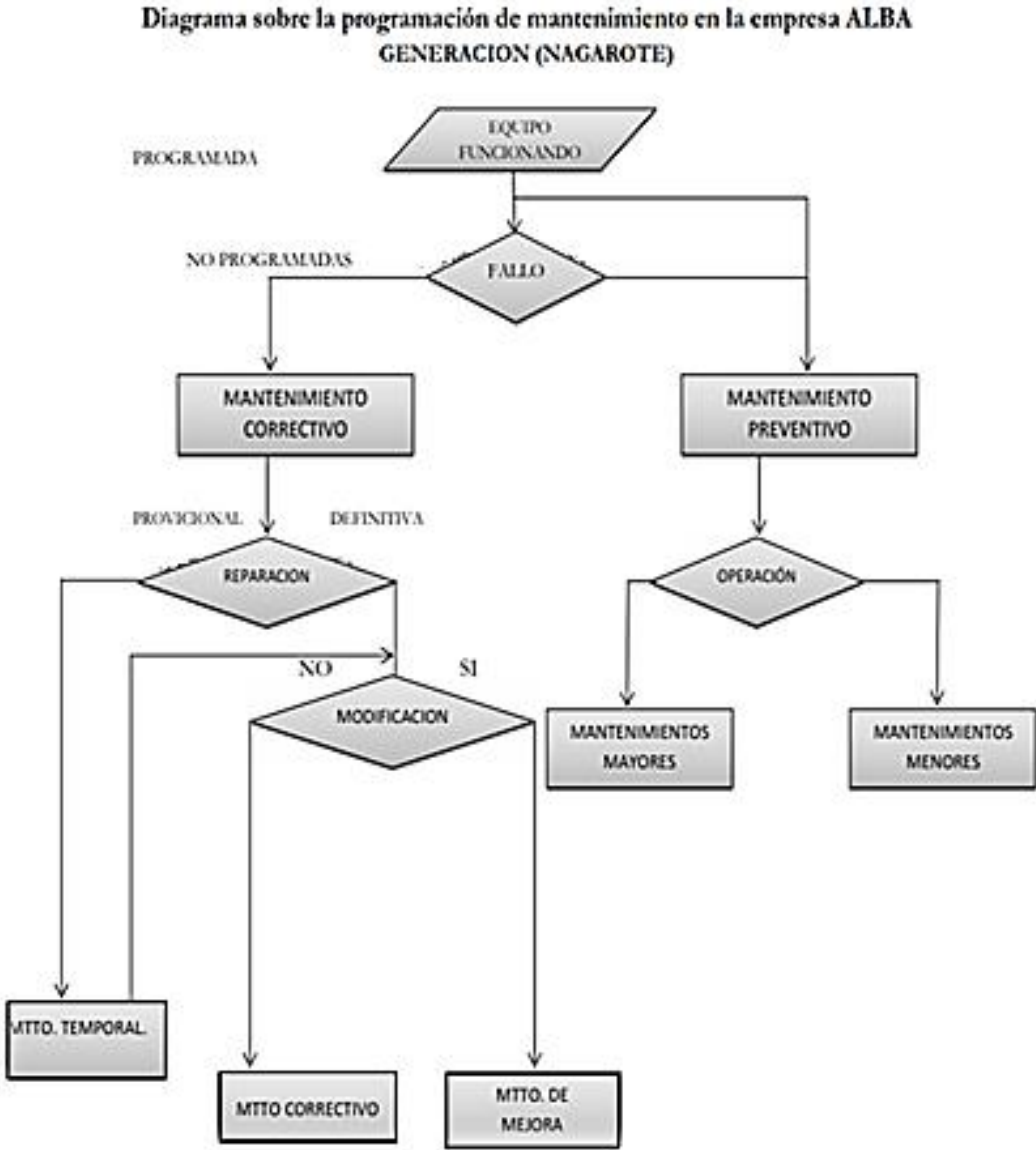 Diagrama sobre la programación de mantenimiento en la empresa ALBA
GENERACION (NAGAROTE)
EQUIPO
FUNCIONANDO
PROGRAMADA
NO PROGRAMADAS
FALLO
MANTENIMIENTO
CORRECTIVO
MANTENIMIENTO
PREVENTIVO
PROVICIONAL
DEFINITIVA
REPARACION
OPERACIÓN
NO
SI
MODIFICACION
MANTENIMIENTOS
MAYORES
MANTENIMIENTOS
MENORES
MTTO. TEMPORAL.
MTTO CORRECTIVO
MTTO. DE
MEJORA